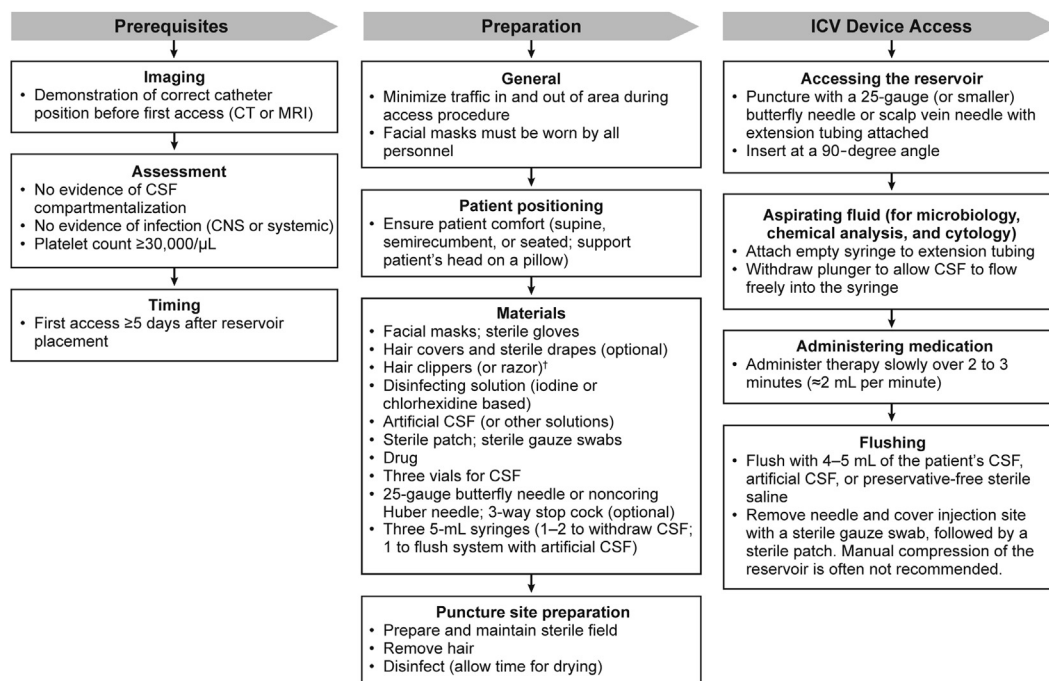 Prerequisites
Imaging
• Demonstration of correct catheter
position before first access (CT or MRI)
Assessment
• No evidence of CSF
compartmentalization
• No evidence of infection (CNS or systemic)
• Platelet count ≥30,000/µL
Timing
• First access ≥5 days after reservoir
placement
Preparation
General
• Minimize traffic in and out of area during
access procedure
• Facial masks must be worn by all
personnel
Patient positioning
• Ensure patient comfort (supine,
semirecumbent, or seated; support
patient's head on a pillow)
Materials
• Facial masks; sterile gloves
• Hair covers and sterile drapes (optional)
• Hair clippers (or razor)†
• Disinfecting solution (iodine or
chlorhexidine based)
• Artificial CSF (or other solutions)
• Sterile patch; sterile gauze swabs
• Drug
• Three vials for CSF
• 25-gauge butterfly needle or noncoring
Huber needle; 3-way stop cock (optional)
• Three 5-mL syringes (1–2 to withdraw CSF;
1 to flush system with artificial CSF)
Puncture site preparation
• Prepare and maintain sterile field
• Remove hair
• Disinfect (allow time for drying)
ICV Device Access
Accessing the reservoir
• Puncture with a 25-gauge (or smaller)
butterfly needle or scalp vein needle with
extension tubing attached
• Insert at a 90-degree angle
Aspirating fluid (for microbiology,
chemical analysis, and cytology)
• Attach empty syringe to extension tubing
• Withdraw plunger to allow CSF to flow
freely into the syringe
Administering medication
• Administer therapy slowly over 2 to 3
minutes (≈2 mL per minute)
Flushing
• Flush with 4–5 mL of the patient's CSF,
artificial CSF, or preservative-free sterile
saline
• Remove needle and cover injection site
with a sterile gauze swab, followed by a
sterile patch. Manual compression of the
reservoir is often not recommended.